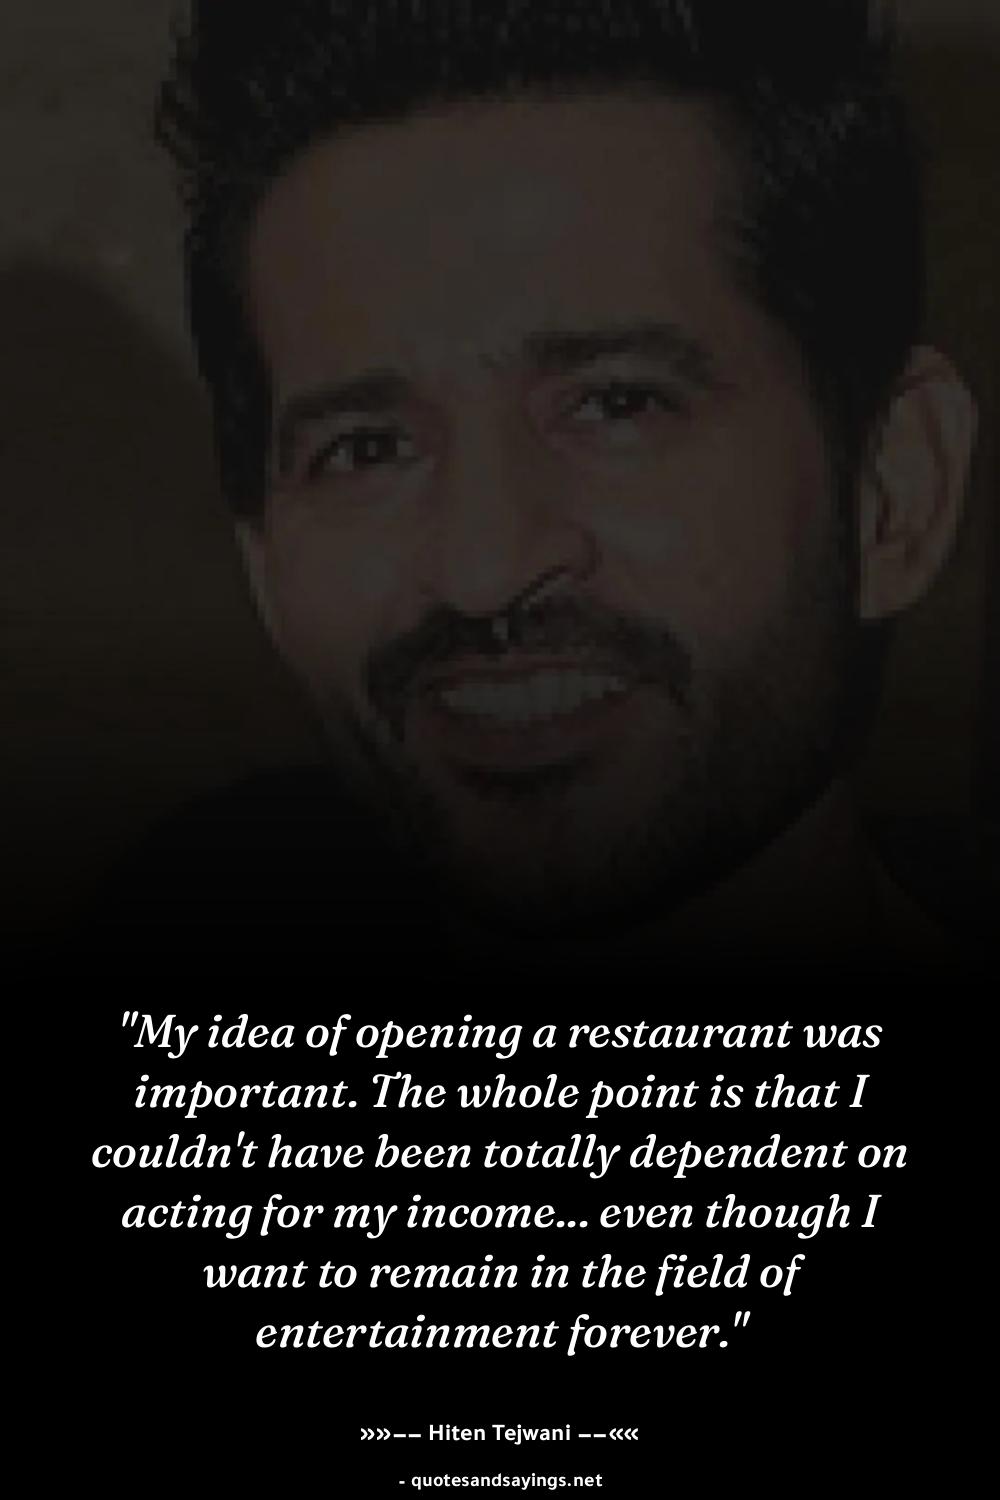 "My idea of opening a restaurant was
important. The whole point is that I
couldn't have been totally dependent on
acting for my income... even though I
want to remain in the field of
entertainment forever."
»»–– Hiten Tejwani ––««
- quotesandsayings.net